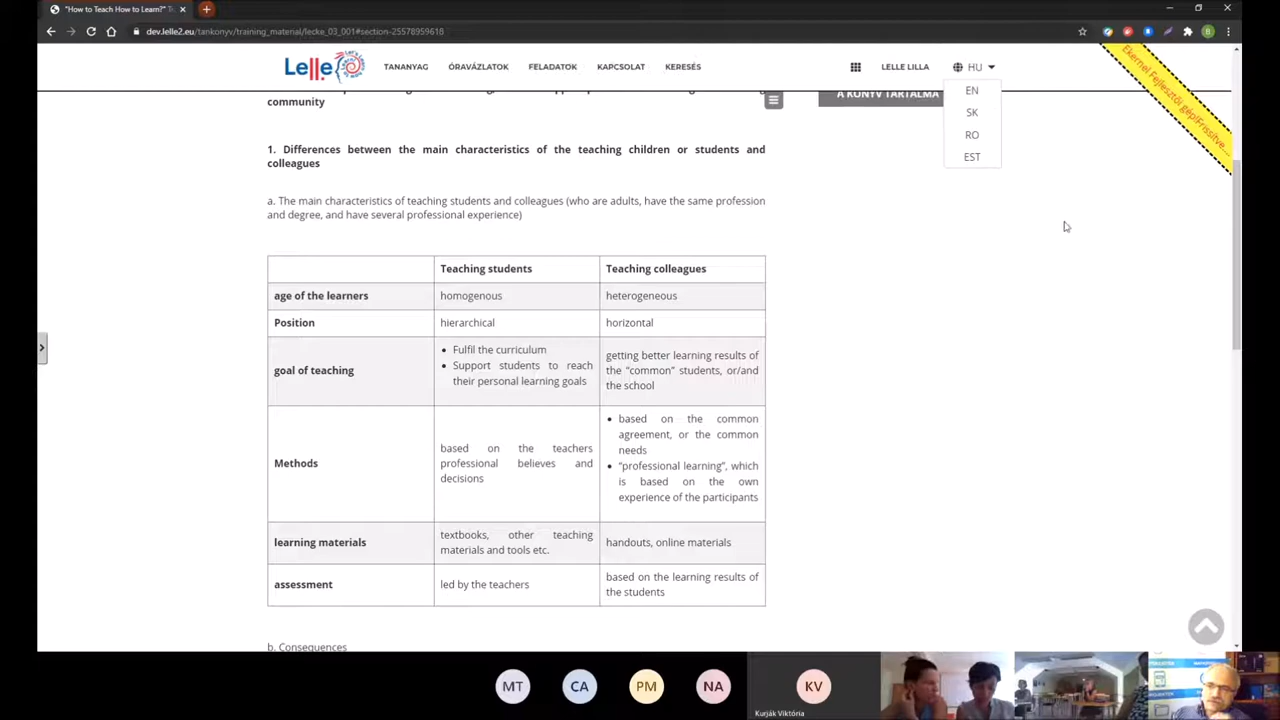 "How to Teach How to Learn?" Tr
dev.lelle2.eu/tankonyv/training_material/lecke_03_001#section-25578959618
B
Lelle
TANANYAG
ÓRAVÁZLATOK
FELADATOK
KAPCSOLAT
KERESÉS
LELLE LILLA
HU
EN
SK
RO
EST
A KÖNYV TARTALMA
community
1. Differences between the main characteristics of the teaching children or students and
colleagues
a. The main characteristics of teaching students and colleagues (who are adults, have the same profession
and degree, and have several professional experience)
Teaching students
Teaching colleagues
age of the learners
homogenous
heterogeneous
Position
hierarchical
horizontal
goal of teaching
• Fulfil the curriculum
• Support students to reach
their personal learning goals
getting better learning results of
the “common” students, or/and
the school
Methods
based on the teachers
professional believes and
decisions
• based on the common
agreement, or the common
needs
• “professional learning”, which
is based on the own
experience of the participants
learning materials
textbooks, other teaching
materials and tools etc.
handouts, online materials
assessment
led by the teachers
based on the learning results of
the students
b. Consequences
MT
CA
PM
NA
KV
Kurják Viktória